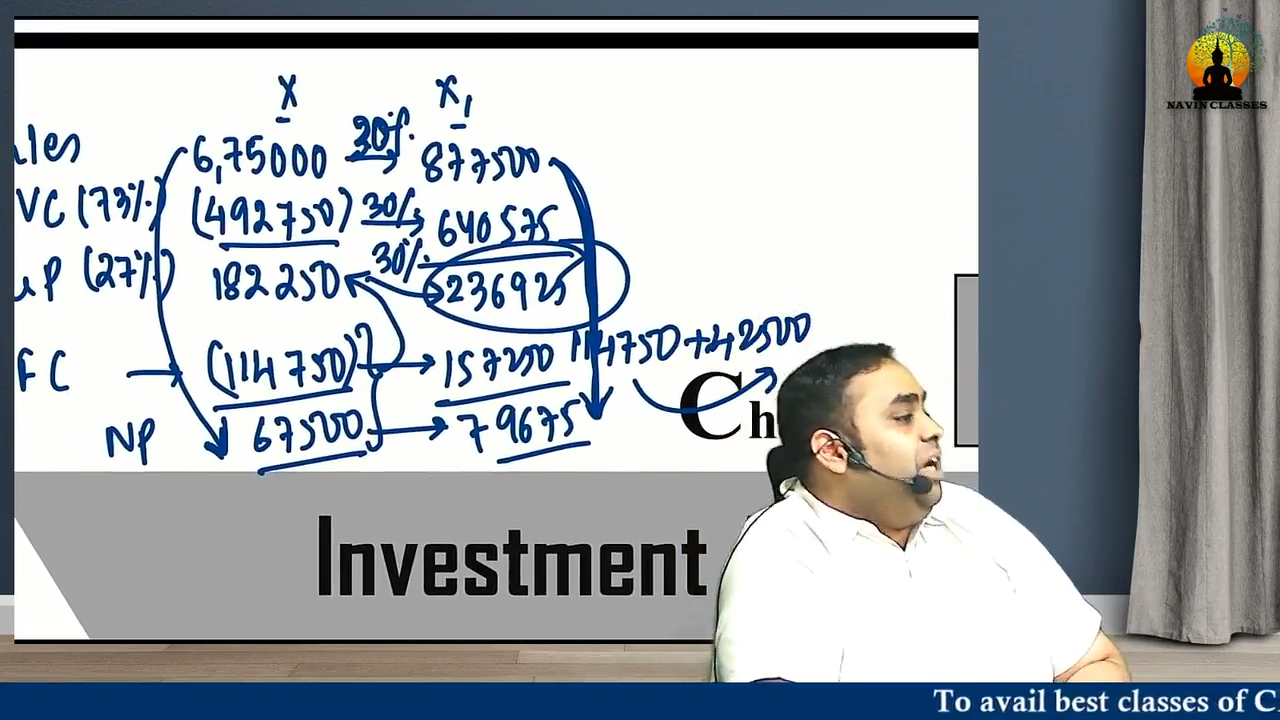 X X₁
6,75000 30% 877500
VC (73%) (492750) 30% 640575
(27%) 182250 30% 236925
FC (114750) 157250 114750+42500
NP 67500 79675
Ch
Investment
NAVIN CLASSES
To avail best classes of C